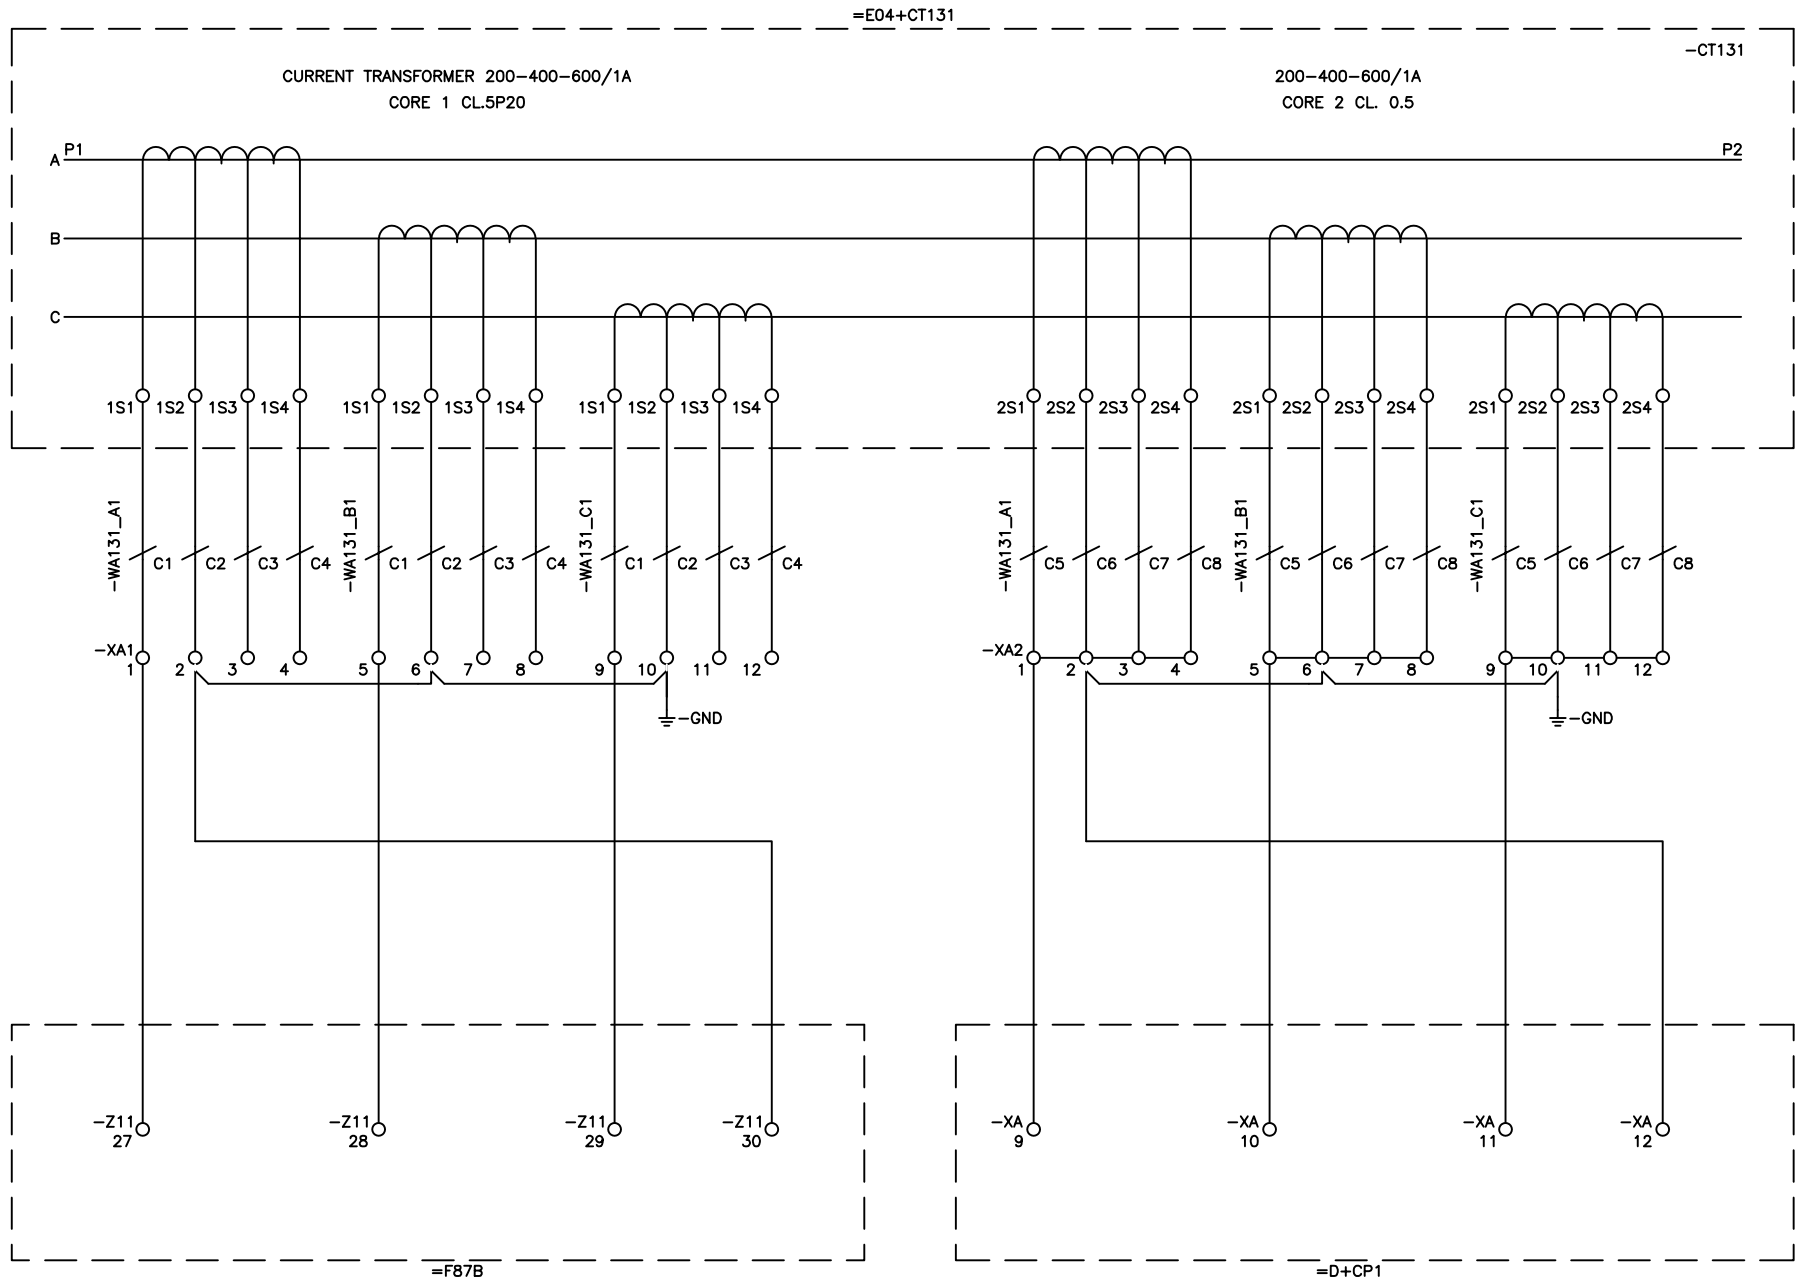 =E04+CT131
-CT131
CURRENT TRANSFORMER 200-400-600/1A
CORE 1 CL.5P20
200-400-600/1A
CORE 2 CL. 0.5
A P1 P2
B
C
1S1 1S2 1S3 1S4 1S1 1S2 1S3 1S4 1S1 1S2 1S3 1S4 2S1 2S2 2S3 2S4 2S1 2S2 2S3 2S4 2S1 2S2 2S3 2S4
-WA131_A1 C1 C2 C3 C4 -WA131_B1 C1 C2 C3 C4 -WA131_C1 C1 C2 C3 C4 -WA131_A1 C5 C6 C7 C8 -WA131_B1 C5 C6 C7 C8 -WA131_C1 C5 C6 C7 C8
-XA1 -XA2
1 2 3 4 5 6 7 8 9 10 11 12 1 2 3 4 5 6 7 8 9 10 11 12
-GND -GND
-Z11 -Z11 -Z11 -Z11 -XA -XA -XA -XA
27 28 29 30 9 10 11 12
=F87B =D+CP1